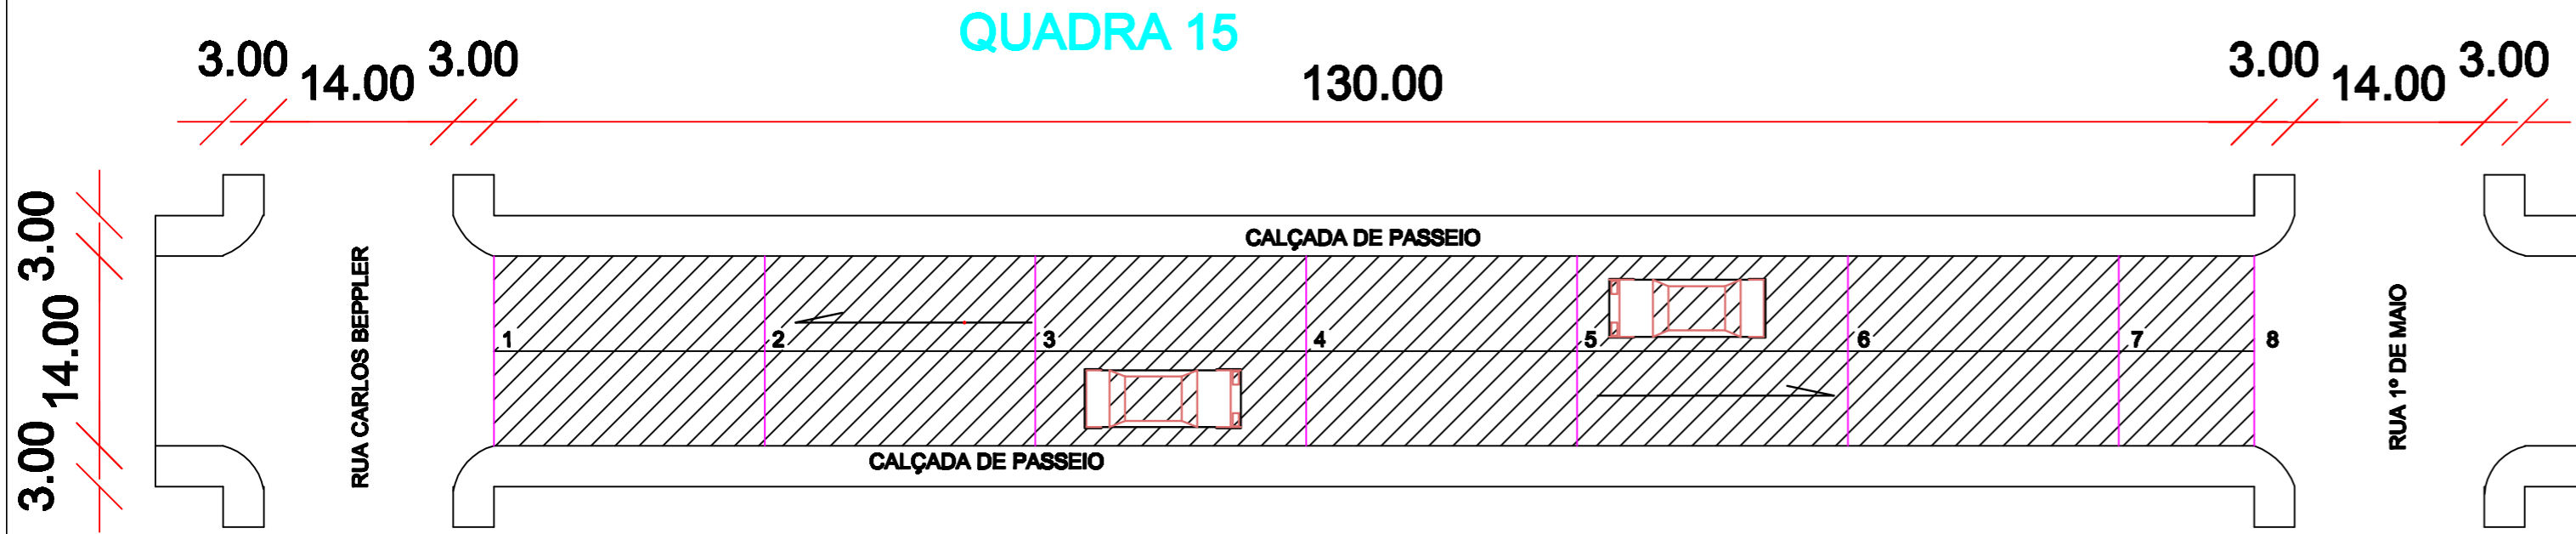 QUADRA 15
3.00 14.00 3.00 130.00 3.00 14.00 3.00
3.00
14.00
3.00
CALÇADA DE PASSEIO
RUA CARLOS BEPPLER
1 2 3 4 5 6 7 8
RUA 1º DE MAIO
CALÇADA DE PASSEIO